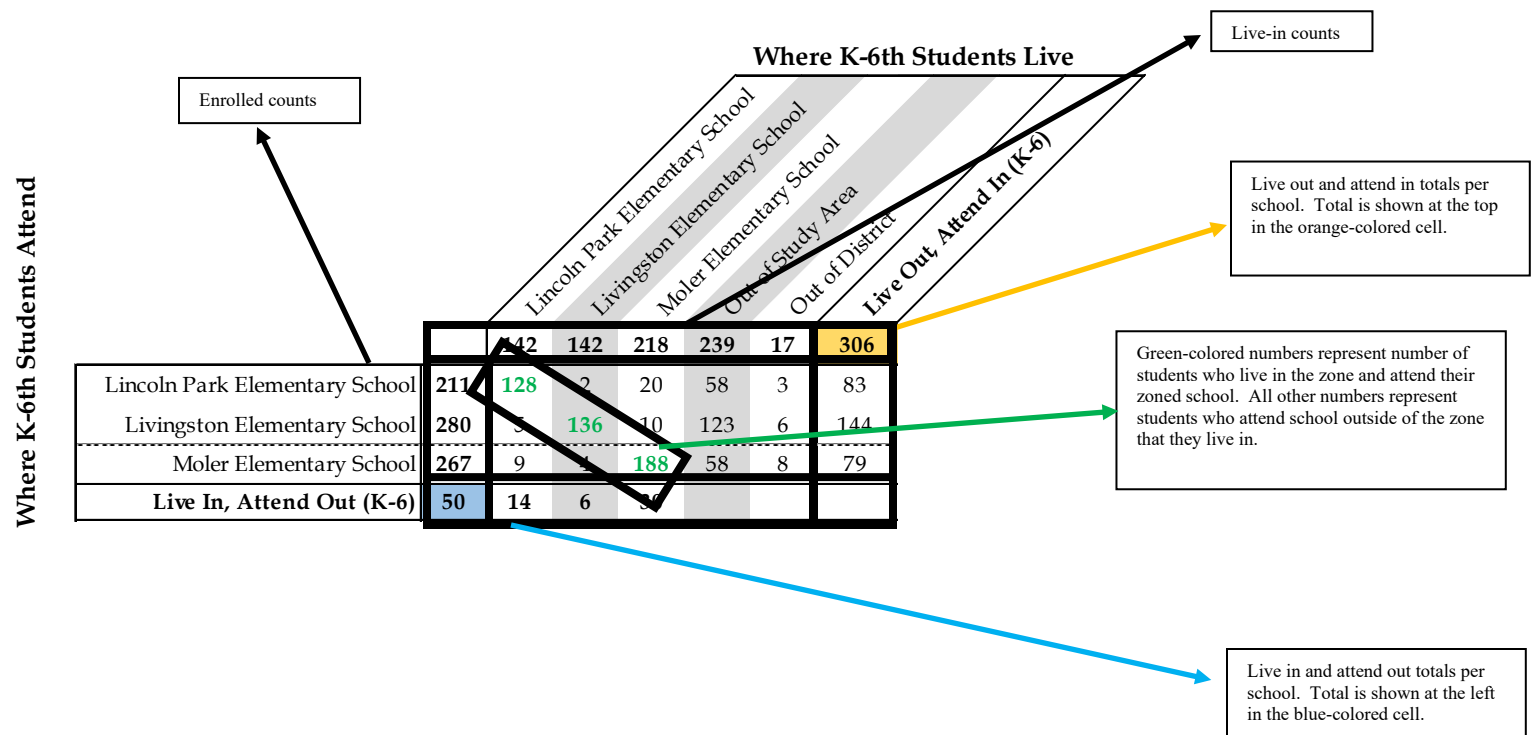 Live-in counts
Where K-6th Students Live
Enrolled counts
Where K-6th Students Attend
Lincoln Park Elementary School
Livingston Elementary School
Moler Elementary School
Out of Study Area
Out of District
Live Out, Attend In (K-6)
Live out and attend in totals per
school. Total is shown at the top
in the orange-colored cell.
142 142 218 239 17 306
Lincoln Park Elementary School 211 128 2 20 58 3 83
Livingston Elementary School 280 5 136 10 123 6 144
Moler Elementary School 267 9 4 188 58 8 79
Live In, Attend Out (K-6) 50 14 6 30
Green-colored numbers represent number of
students who live in the zone and attend their
zoned school. All other numbers represent
students who attend school outside of the zone
that they live in.
Live in and attend out totals per
school. Total is shown at the left
in the blue-colored cell.